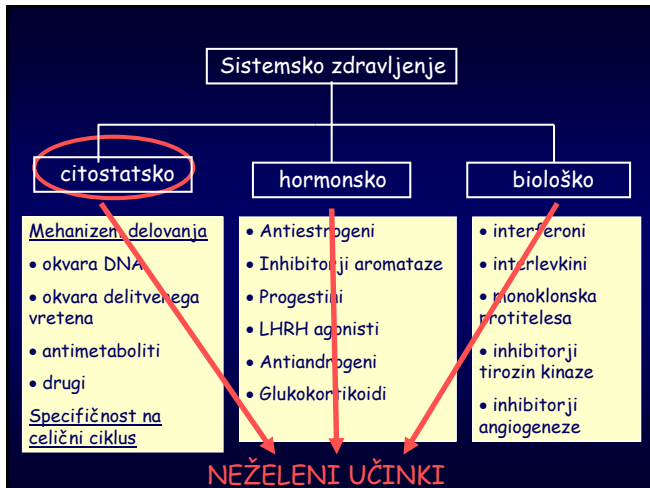 Sistemsko zdravljenje
citostatsko
hormonsko
biološko
Mehanizem delovanja
• okvara DNA
• okvara delitvenega
vretena
• antimetaboliti
• drugi
Specifičnost na
celični ciklus
• Antiestrogeni
• Inhibitorji aromataze
• Progestini
• LHRH agonisti
• Antiandrogeni
• Glukokortikoidi
• interferoni
• interlevkini
• monoklonska
protitelesa
• inhibitorji
tirozin kinaze
• inhibitorji
angiogeneze
NEŽELENI UČINKI